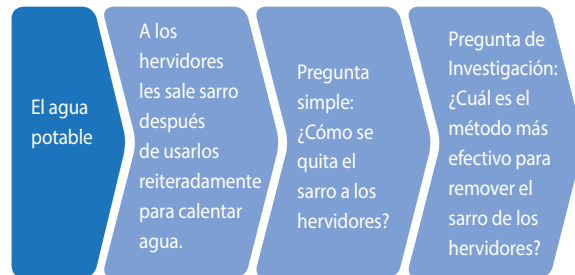 El agua
potable
A los
hervidores
les sale sarro
después
de usarlos
reiteradamente
para calentar
agua.
Pregunta
simple:
¿Cómo se
quita el
sarro a los
hervidores?
Pregunta de
Investigación:
¿Cuál es el
método más
efectivo para
remover el
sarro de los
hervidores?